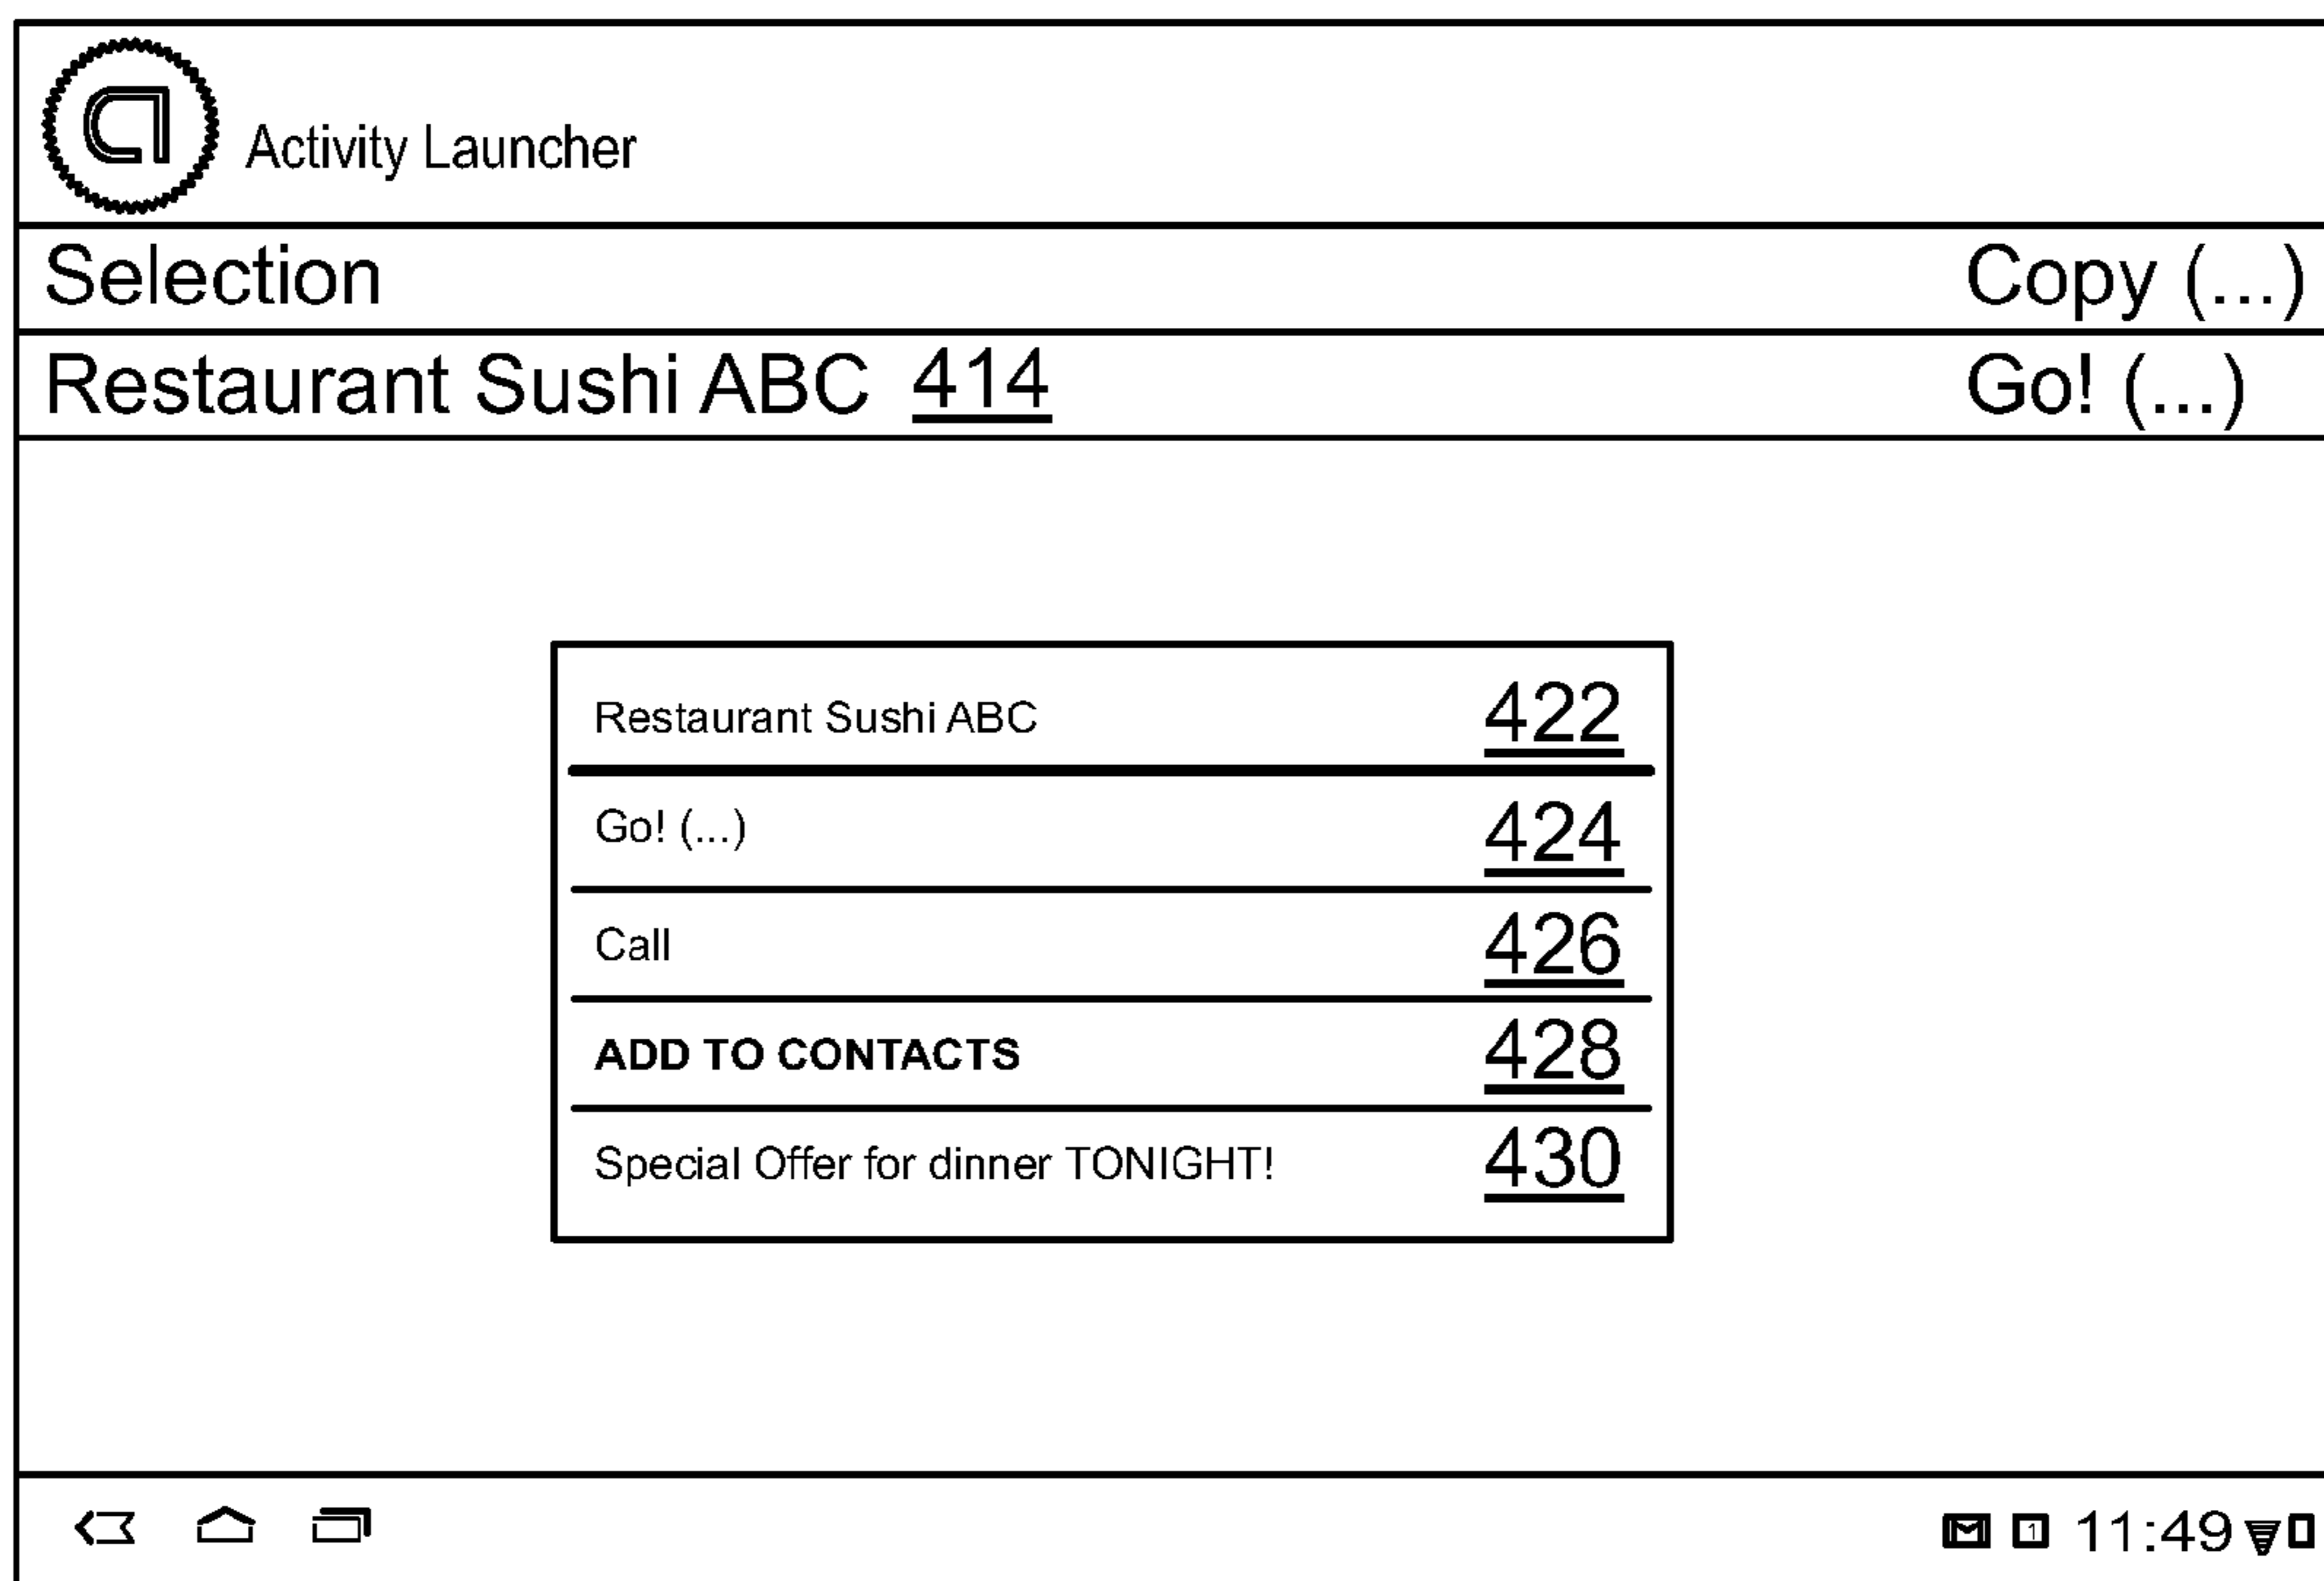 Activity Launcher
Selection Copy (...)
Restaurant Sushi ABC 414 Go! (...)
Restaurant Sushi ABC 422
Go! (...) 424
Call 426
ADD TO CONTACTS 428
Special Offer for dinner TONIGHT! 430
1 11:49